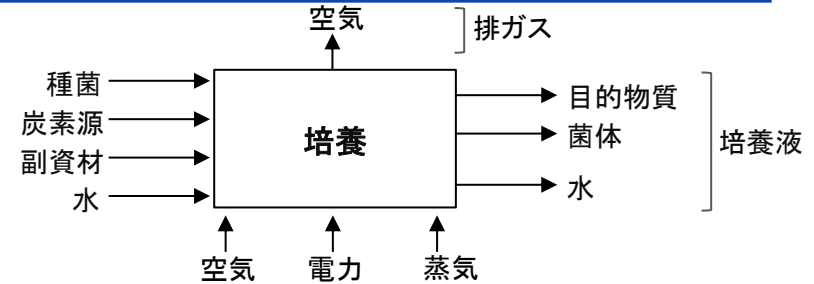 空気
排ガス
種菌
炭素源
副資材
水
培養
目的物質
菌体
水
培養液
空気
電力
蒸気